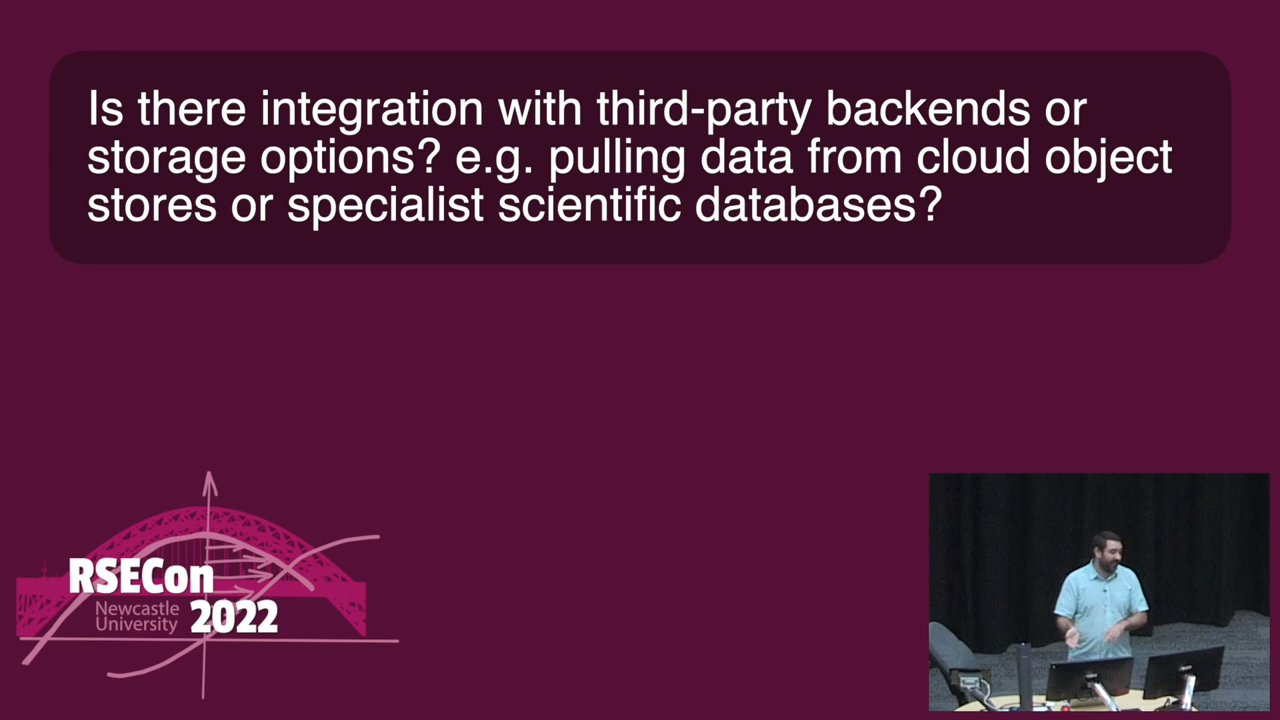 Is there integration with third-party backends or
storage options? e.g. pulling data from cloud object
stores or specialist scientific databases?
RSECon
Newcastle
University
2022